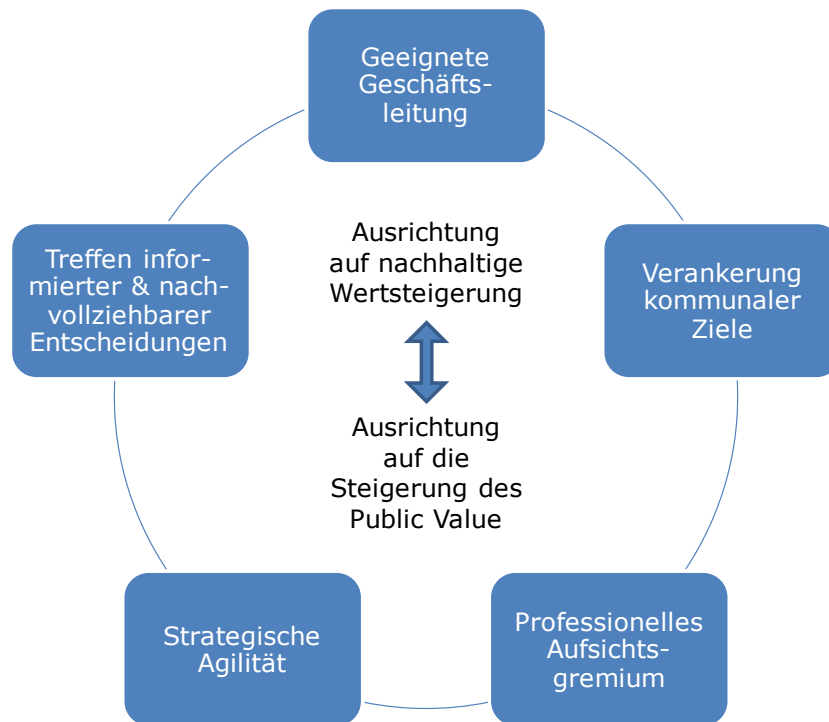 Geeignete
Geschäfts-
leitung
Treffen infor-
mierter & nach-
vollziehbarer
Entscheidungen
Ausrichtung
auf nachhaltige
Wertsteigerung
Verankerung
kommunaler
Ziele
Ausrichtung
auf die
Steigerung des
Public Value
Strategische
Agilität
Professionelles
Aufsichts-
gremium